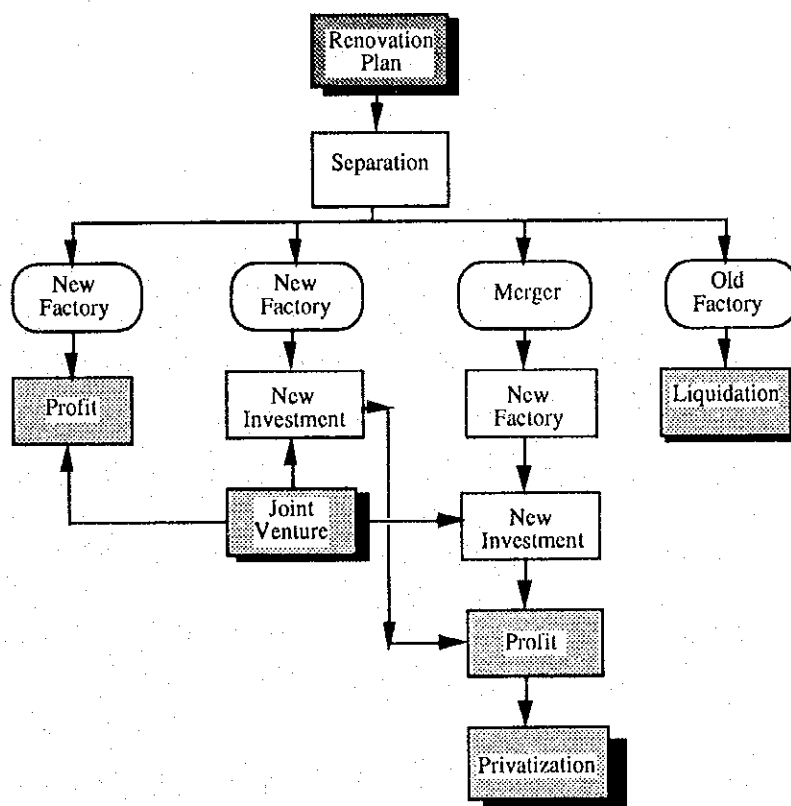 Renovation
Plan
Separation
New
Factory
New
Factory
Merger
Old
Factory
Profit
New
Investment
New
Factory
Liquidation
Joint
Venture
New
Investment
Profit
Privatization